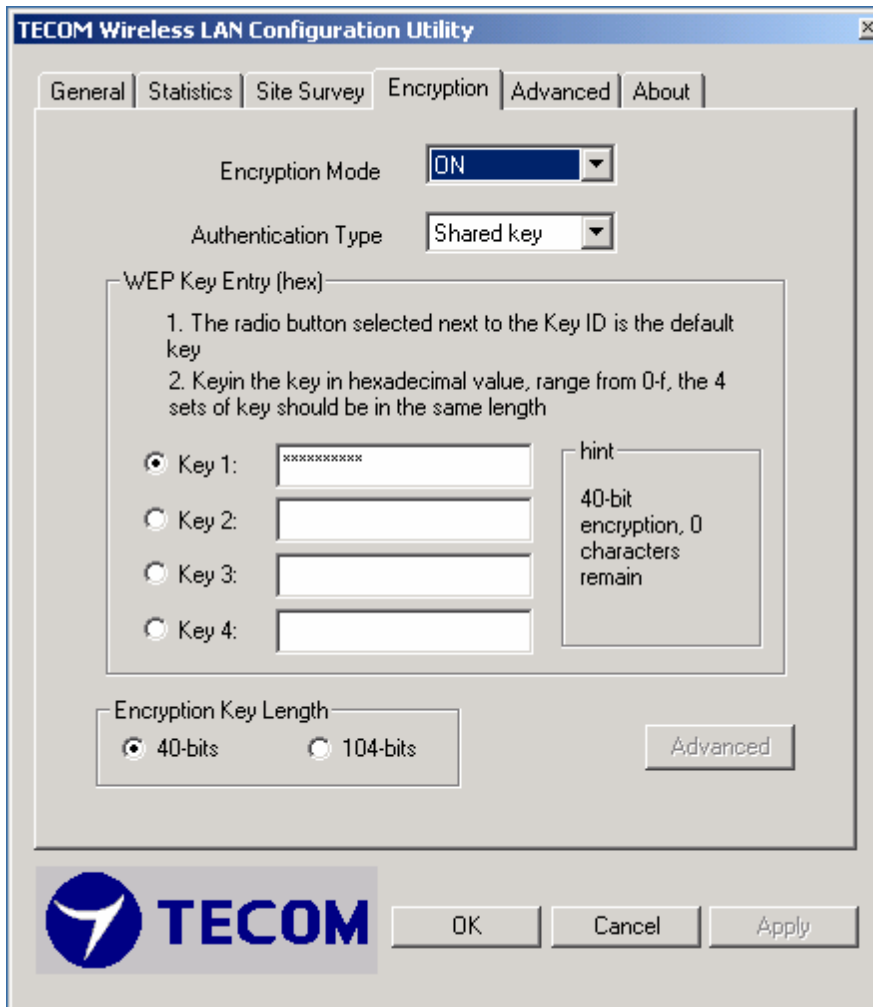 TECOM Wireless LAN Configuration Utility
General Statistics Site Survey Encryption Advanced About
Encryption Mode ON
Authentication Type Shared key
WEP Key Entry (hex)
1. The radio button selected next to the Key ID is the default
key
2. Keyin the key in hexadecimal value, range from 0-f, the 4
sets of key should be in the same length
Key 1: **********
Key 2:
Key 3:
Key 4:
hint
40-bit
encryption, 0
characters
remain
Encryption Key Length
40-bits 104-bits
Advanced
TECOM
OK Cancel Apply